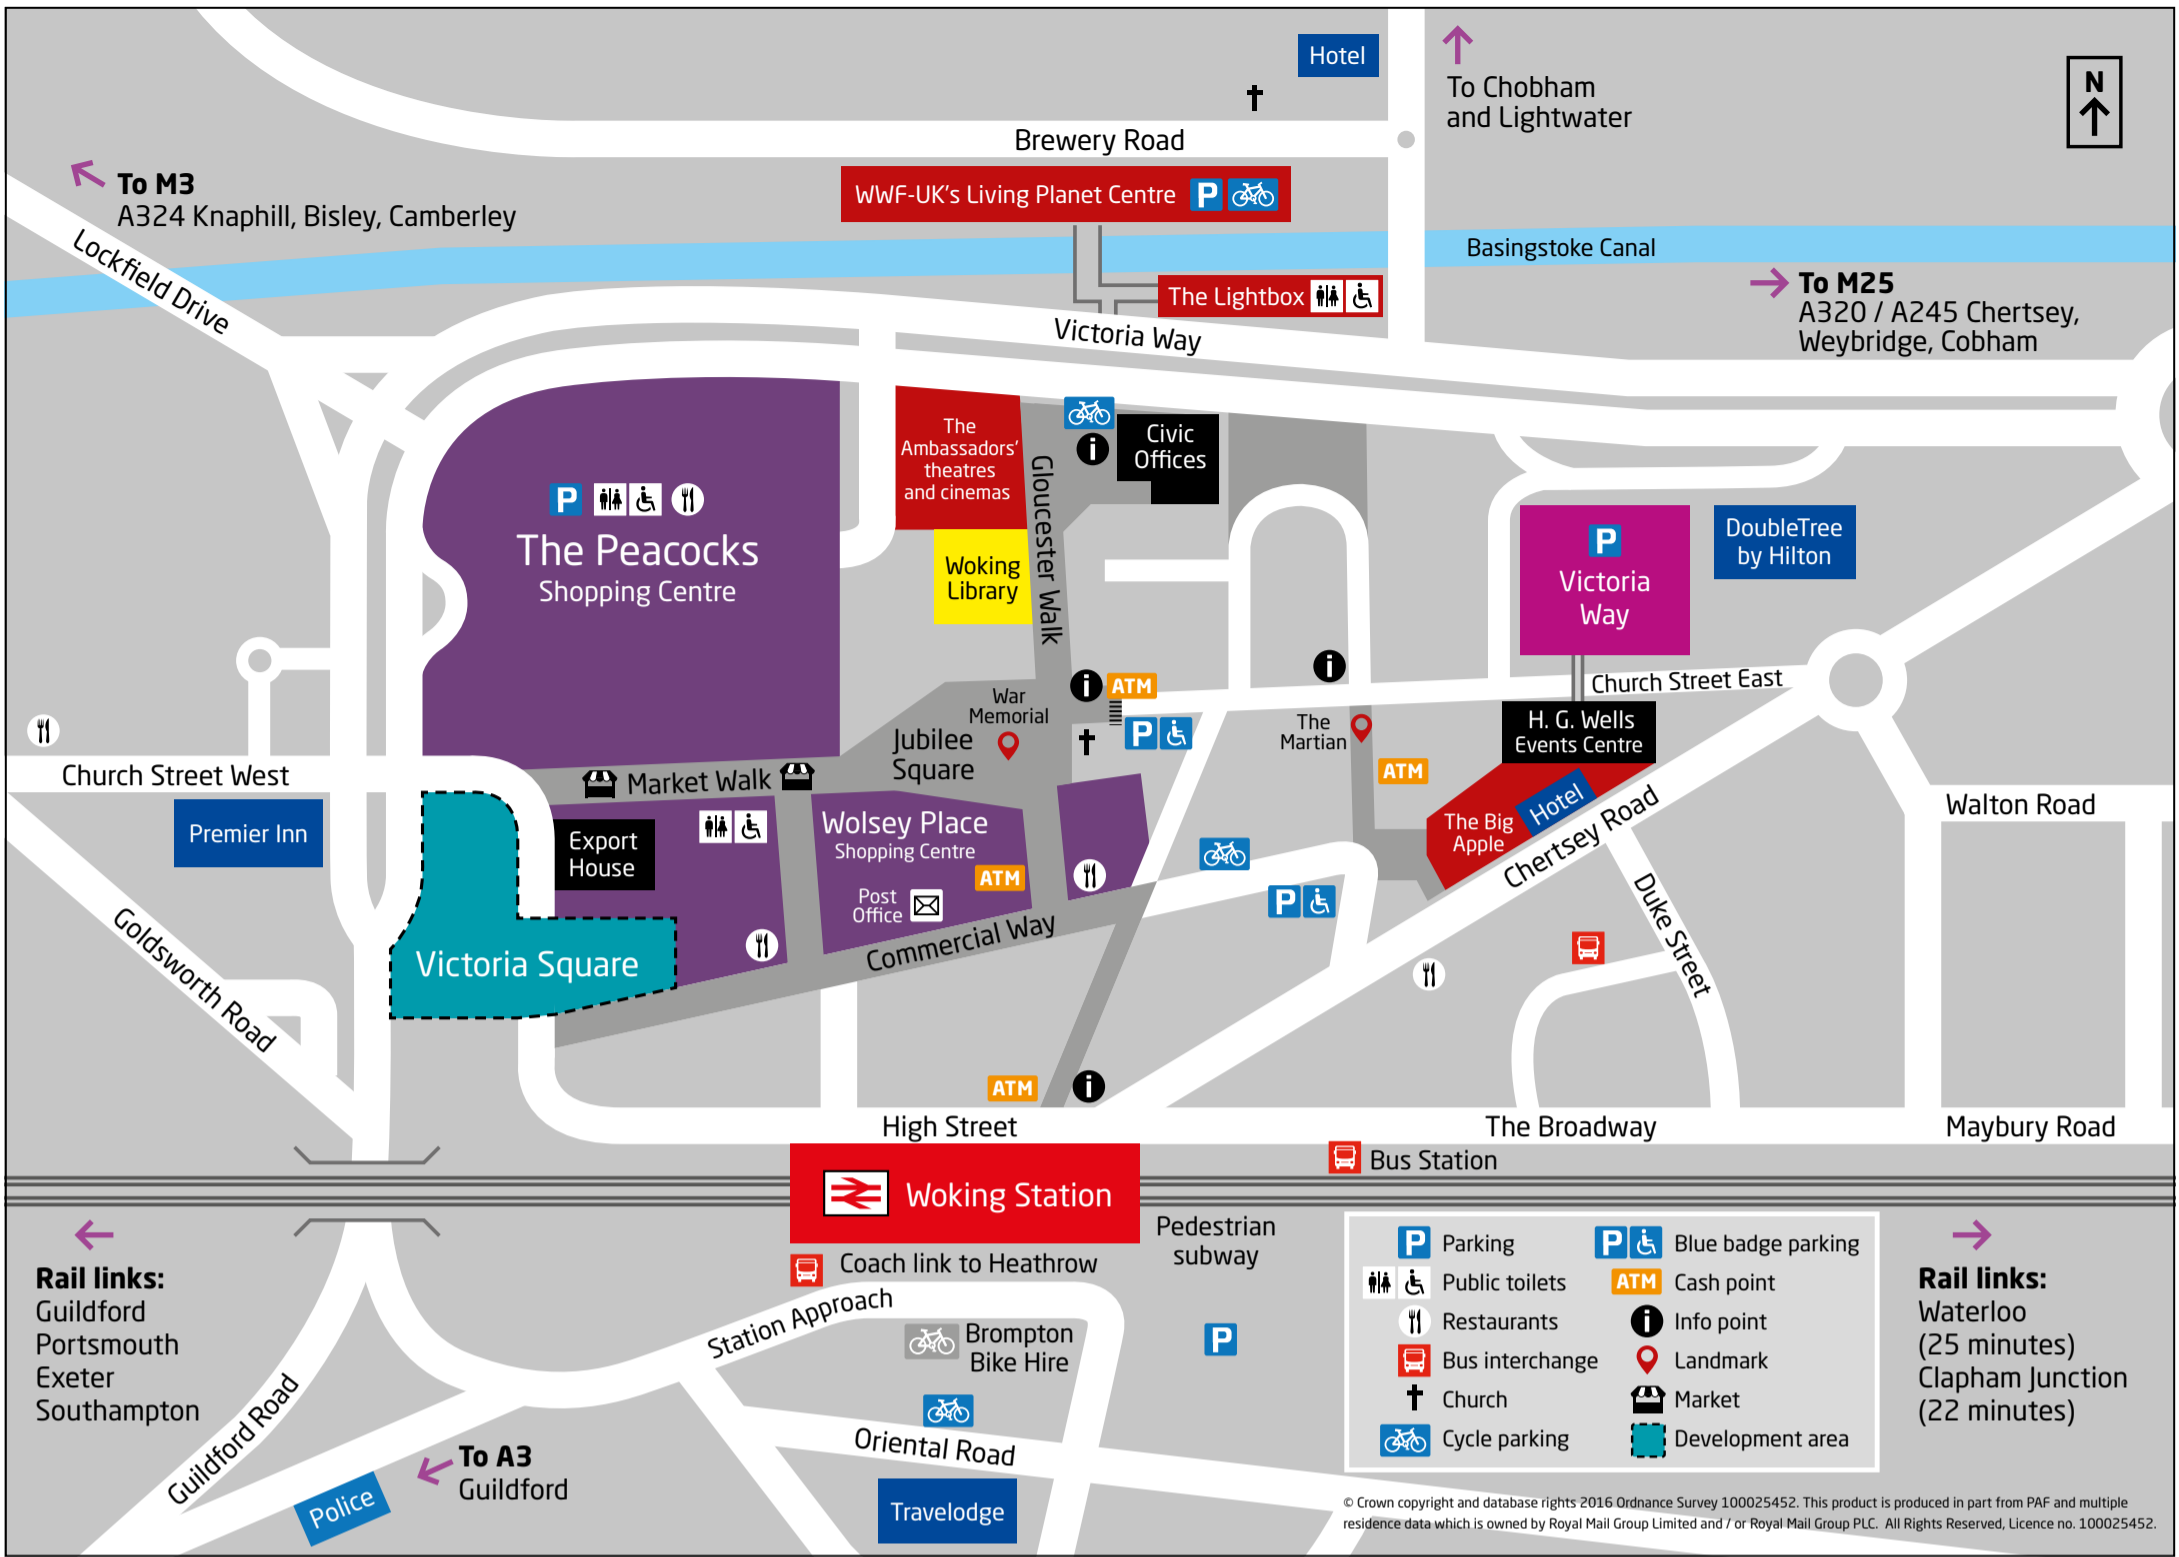 Hotel
To Chobham
and Lightwater
N
Brewery Road
To M3
A324 Knaphill, Bisley, Camberley
WWF-UK's Living Planet Centre P
Lockfield Drive
Basingstoke Canal
To M25
A320 / A245 Chertsey,
Weybridge, Cobham
The Lightbox
Victoria Way
The
Ambassadors'
theatres
and cinemas
i
Civic
Offices
Gloucester Walk
P
The Peacocks
Shopping Centre
Woking
Library
P
Victoria
Way
DoubleTree
by Hilton
i
i
ATM
Church Street East
War
Memorial
P
The
Martian
H. G. Wells
Events Centre
Jubilee
Square
Church Street West
Market Walk
ATM
Hotel
The Big
Apple
Chertsey Road
Walton Road
Premier Inn
Export
House
Wolsey Place
Shopping Centre
ATM
Post
Office
P
Commercial Way
Duke Street
Goldsworth Road
Victoria Square
ATM
i
High Street
The Broadway
Maybury Road
Bus Station
Woking Station
Pedestrian
subway
Coach link to Heathrow
Station Approach
Brompton
Bike Hire
P
Rail links:
Guildford
Portsmouth
Exeter
Southampton
Guildford Road
To A3
Guildford
Police
Oriental Road
Travelodge
P Parking
P Blue badge parking
Public toilets
ATM Cash point
Restaurants
i Info point
Bus interchange
Landmark
Church
Market
Cycle parking
Development area
Rail links:
Waterloo
(25 minutes)
Clapham Junction
(22 minutes)
© Crown copyright and database rights 2016 Ordnance Survey 100025452. This product is produced in part from PAF and multiple
residence data which is owned by Royal Mail Group Limited and / or Royal Mail Group PLC. All Rights Reserved, Licence no. 100025452.